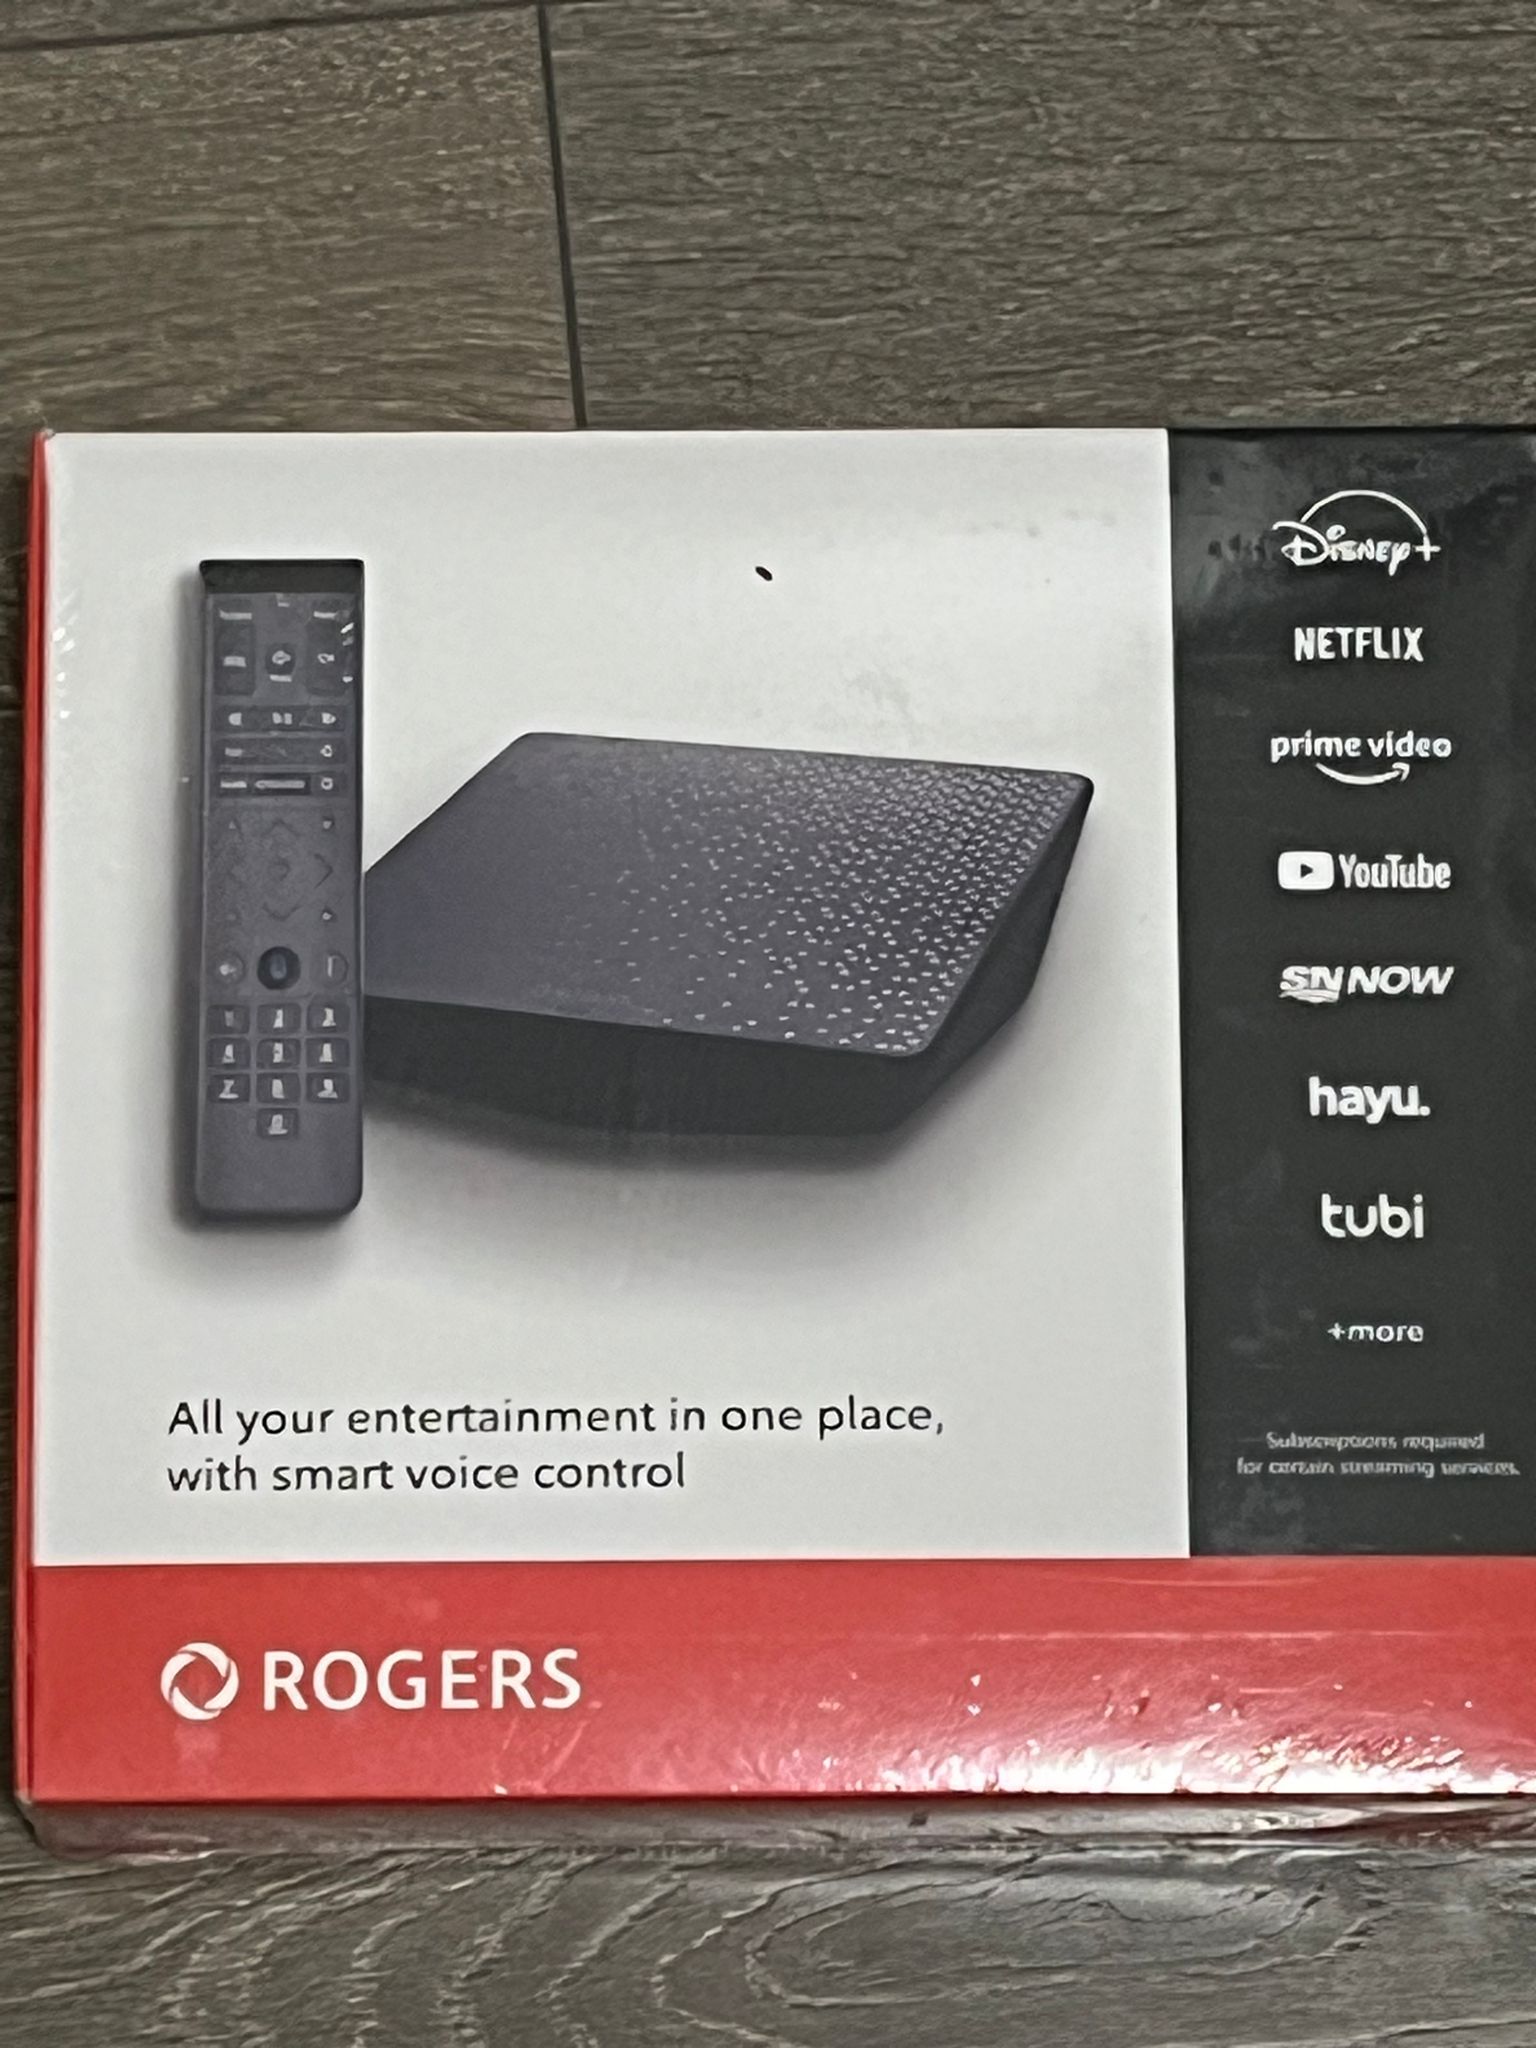 Disney+
NETFLIX
prime video
YouTube
SN NOW
hayu.
tubi
+more
Subscriptions required
for certain streaming services.
All your entertainment in one place,
with smart voice control
ROGERS